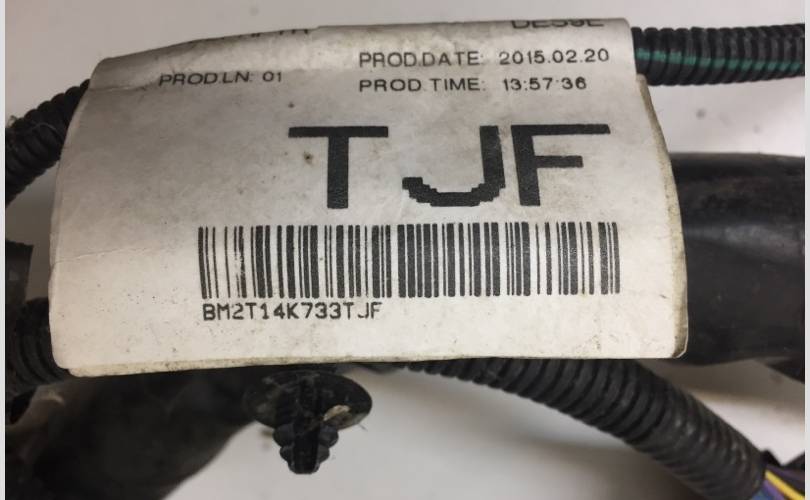 PROD.DATE: 2015.02.20
PROD.LN: 01
PROD.TIME: 13:57:36
TJF
BM2T14K733TJF